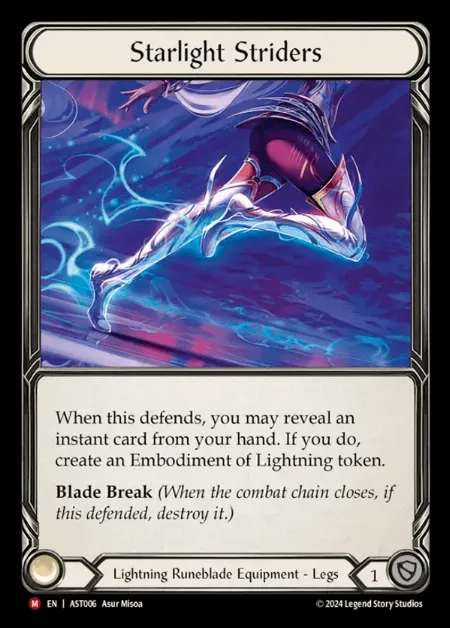 Starlight Striders
When this defends, you may reveal an
instant card from your hand. If you do,
create an Embodiment of Lightning token.
Blade Break (When the combat chain closes, if
this defended, destroy it.)
Lightning Runeblade Equipment - Legs
1
M EN | AST006 Asur Misoa
© 2024 Legend Story Studios